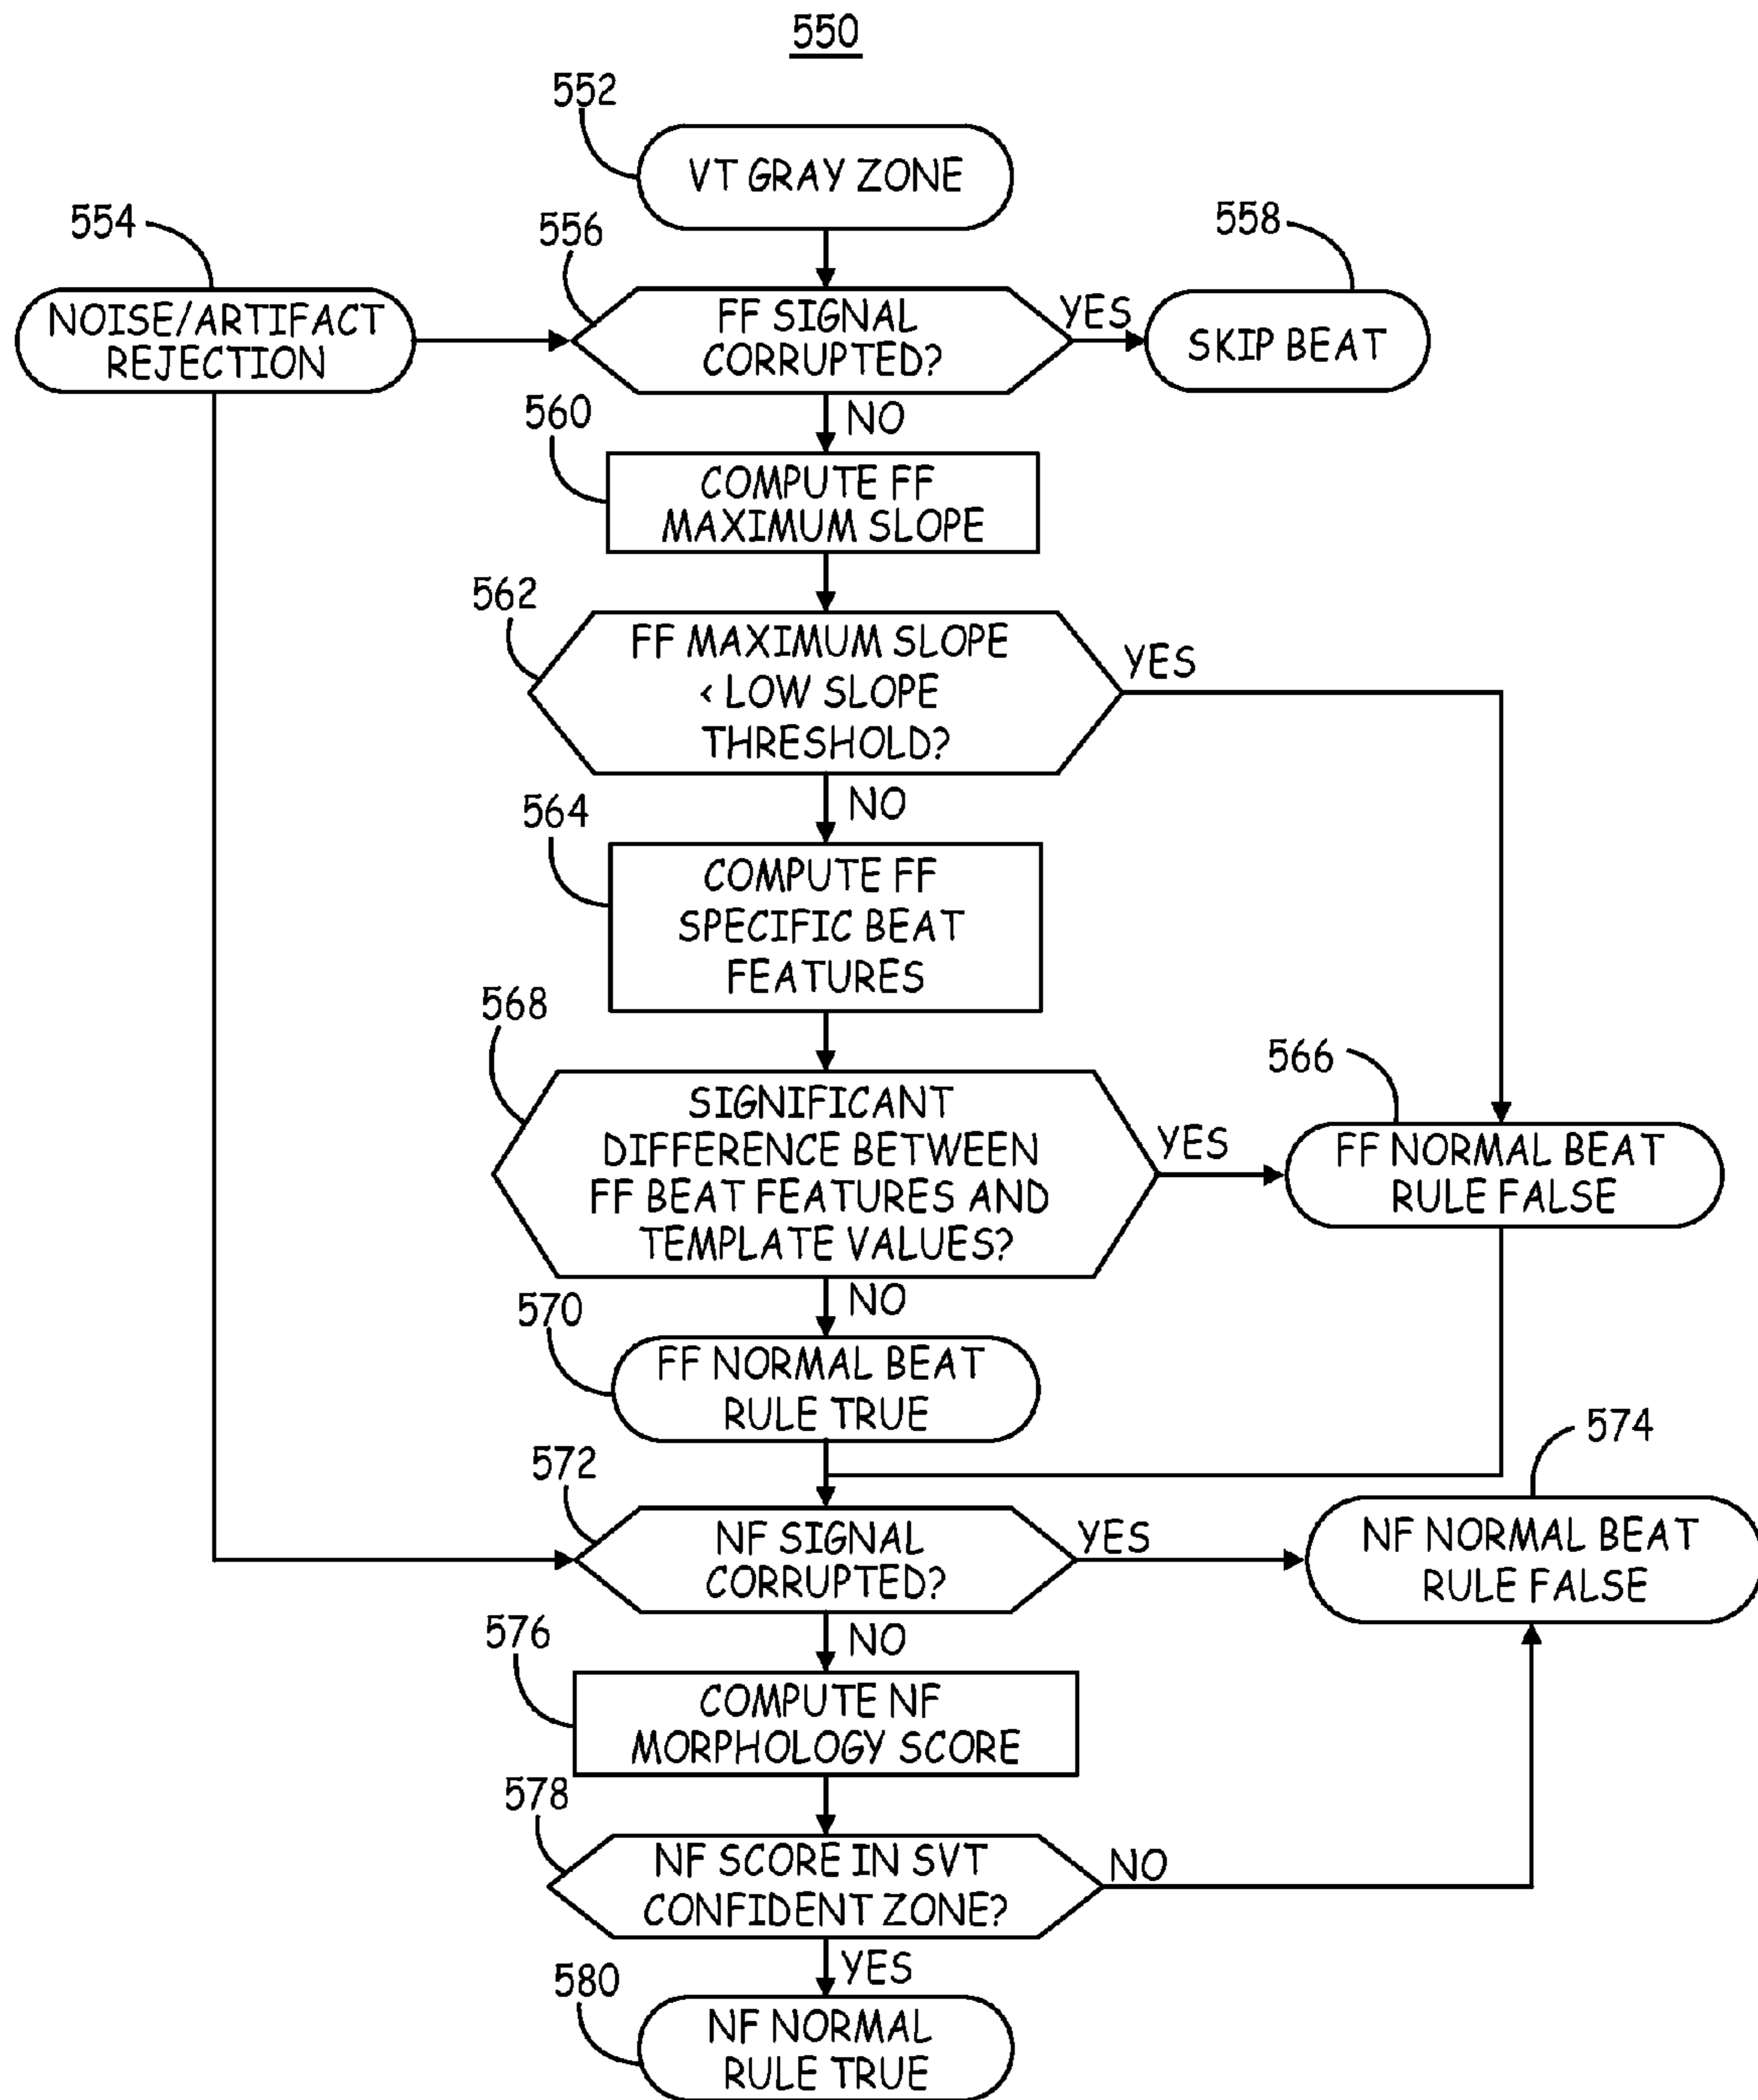 550
552
VT GRAY ZONE
554
556
558
NOISE/ARTIFACT
REJECTION
FF SIGNAL
CORRUPTED?
YES
SKIP BEAT
NO
560
COMPUTE FF
MAXIMUM SLOPE
562
FF MAXIMUM SLOPE
< LOW SLOPE
THRESHOLD?
YES
NO
564
COMPUTE FF
SPECIFIC BEAT
FEATURES
568
SIGNIFICANT
DIFFERENCE BETWEEN
FF BEAT FEATURES AND
TEMPLATE VALUES?
YES
566
FF NORMAL BEAT
RULE FALSE
NO
570
FF NORMAL BEAT
RULE TRUE
572
NF SIGNAL
CORRUPTED?
YES
574
NF NORMAL BEAT
RULE FALSE
NO
576
COMPUTE NF
MORPHOLOGY SCORE
578
NF SCORE IN SVT
CONFIDENT ZONE?
NO
YES
580
NF NORMAL
RULE TRUE